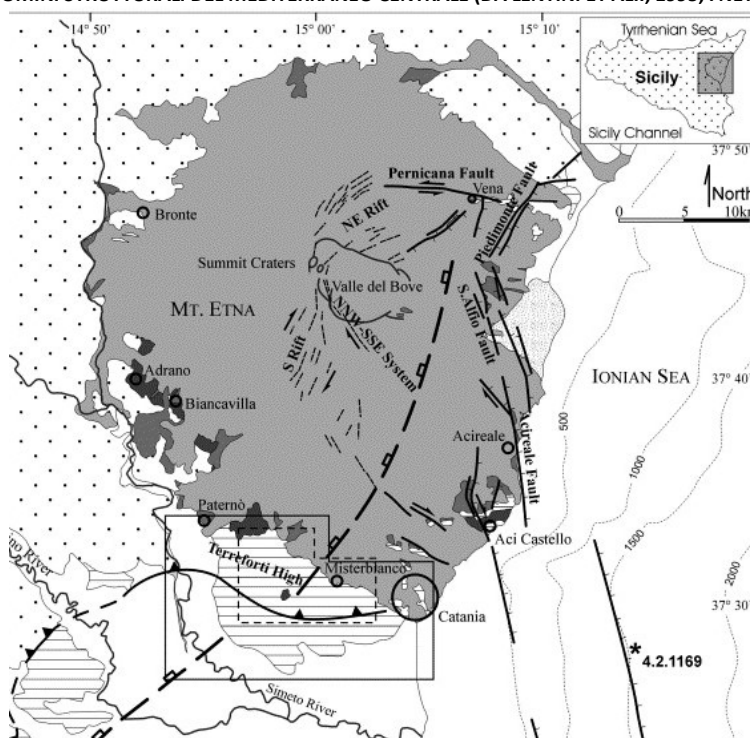 14° 50'
15° 00'
15° 10'
Tyrrhenian Sea
Sicily
Sicily Channel
37° 50'
North
0 5 10km
Pernicana Fault
Vena
Piedimonte Fault
NE Rift
Bronte
Summit Craters
Valle del Bove
MT. ETNA
NNW-SSE System
S Rift
S.Alfio Fault
IONIAN SEA
37° 40'
Adrano
Biancavilla
Acireale
Acireale Fault
500
1000
1500
2000
Paternò
Aci Castello
Terreforti High
Misterbianco
Catania
37° 30'
4.2.1169
Simeto River
River